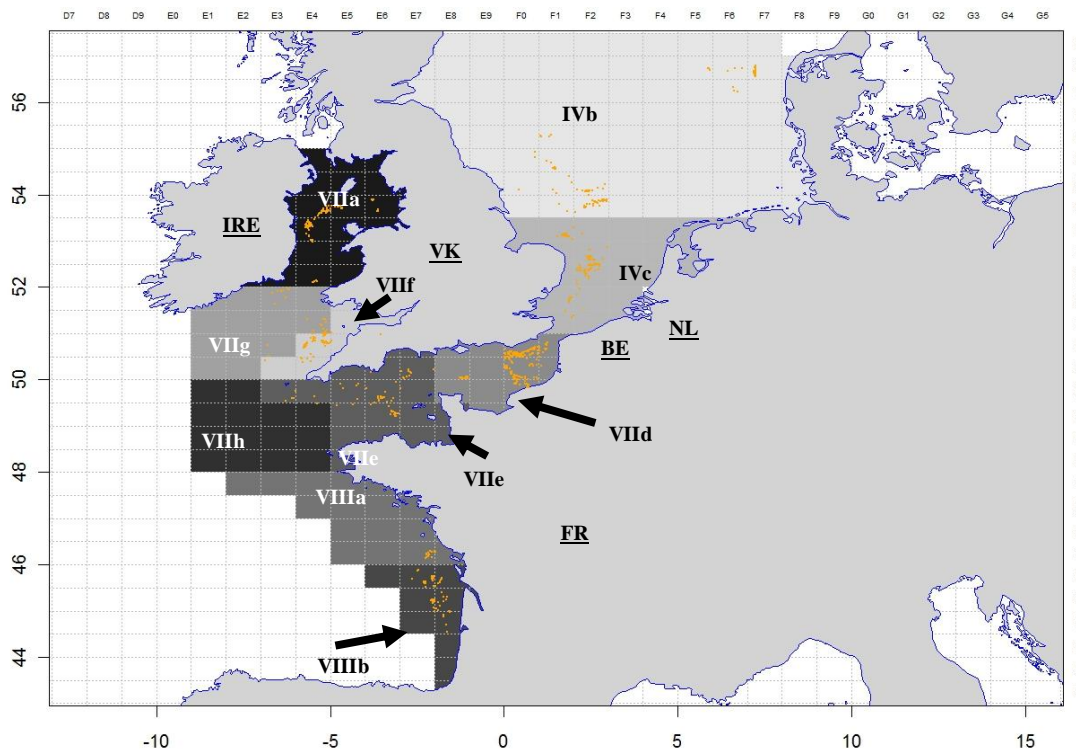 D7 D8 D9 E0 E1 E2 E3 E4 E5 E6 E7 E8 E9 F0 F1 F2 F3 F4 F5 F6 F7 F8 F9 G0 G1 G2 G3 G4 G5
56
IVb
54
VIIa
IRE
VK
IVc
VIIf
52
NL
VIIg
BE
50
VIId
VIIh
VIIe
VIIe
48
VIIIa
FR
46
VIIIb
44
-10 -5 0 5 10 15